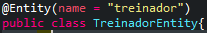 @Entity(name = "treinador")
public class TreinadorEntity{